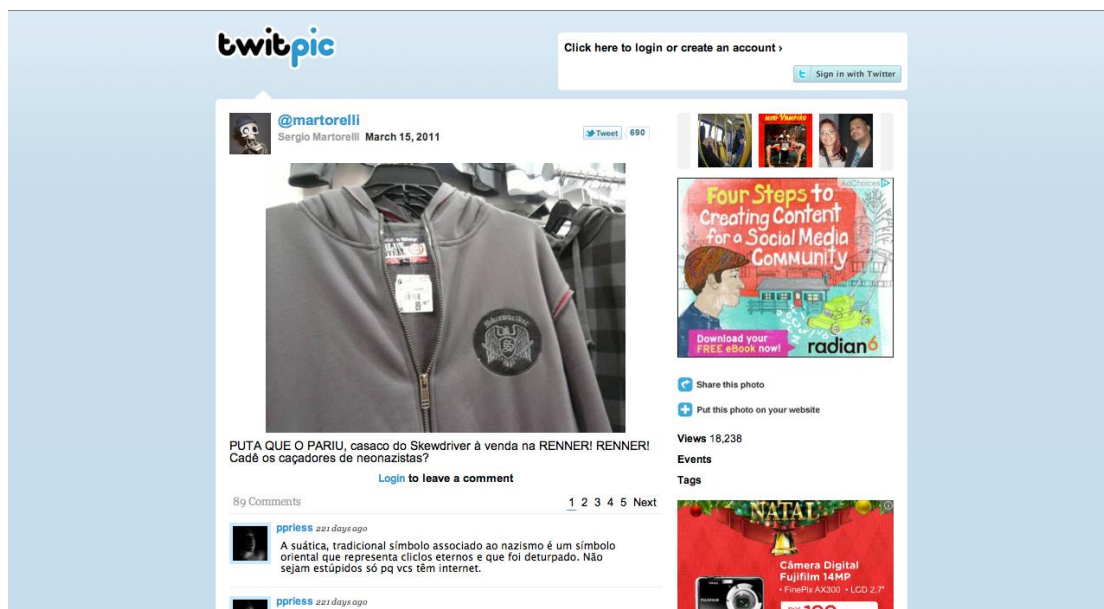 twitpic
Click here to login or create an account ›
Sign in with Twitter
@martorelli
Sergio Martorelli March 15, 2011
Tweet 690
Skrewdriver
PUTA QUE O PARIU, casaco do Skewdriver à venda na RENNER! RENNER!
Cadê os caçadores de neonazistas?
Login to leave a comment
89 Comments
1 2 3 4 5 Next
ppriess 221 days ago
A suática, tradicional símbolo associado ao nazismo é um símbolo
oriental que representa cliclos eternos e que foi deturpado. Não
sejam estúpidos só pq vcs têm internet.
ppriess 221 days ago
AdChoices
Four Steps to
Creating Content
for a Social Media
Community
Download your
FREE eBook now!
radian6
Share this photo
Put this photo on your website
Views 18,238
Events
Tags
NATAL
Câmera Digital
Fujifilm 14MP
• FinePix AX300 • LCD 2,7"